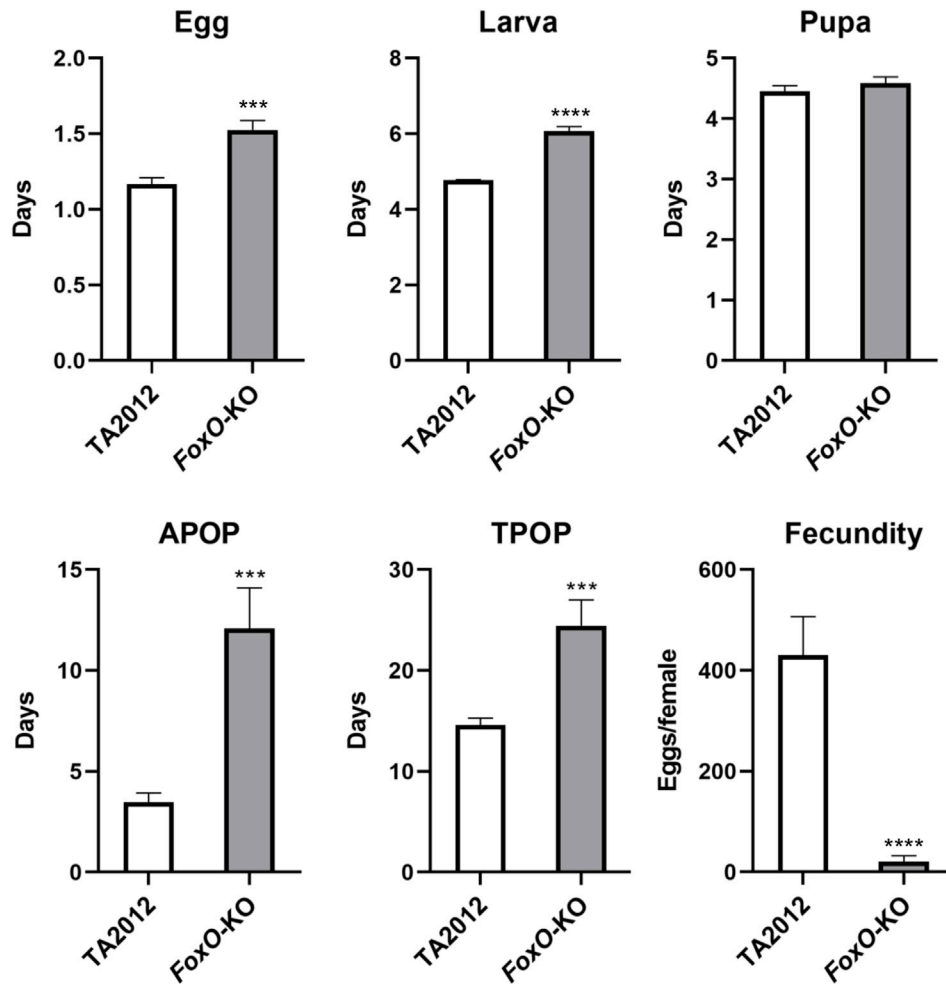 Egg
2.0
1.5
1.0
0.5
0.0
Days
***
TA2012
FoxO-KO
Larva
8
6
4
2
0
Days
****
TA2012
FoxO-KO
Pupa
5
4
3
2
1
0
Days
TA2012
FoxO-KO
APOP
15
10
5
0
Days
***
TA2012
FoxO-KO
TPOP
30
20
10
0
Days
***
TA2012
FoxO-KO
Fecundity
600
400
200
0
Eggs/female
****
TA2012
FoxO-KO